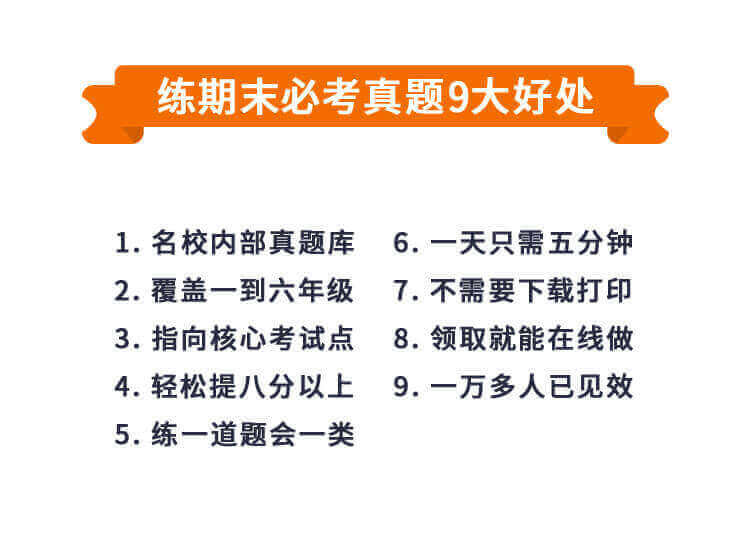 练期末必考真题9大好处
1. 名校内部真题库
2. 覆盖一到六年级
3. 指向核心考试点
4. 轻松提八分以上
5. 练一道题会一类
6. 一天只需五分钟
7. 不需要下载打印
8. 领取就能在线做
9. 一万多人已见效